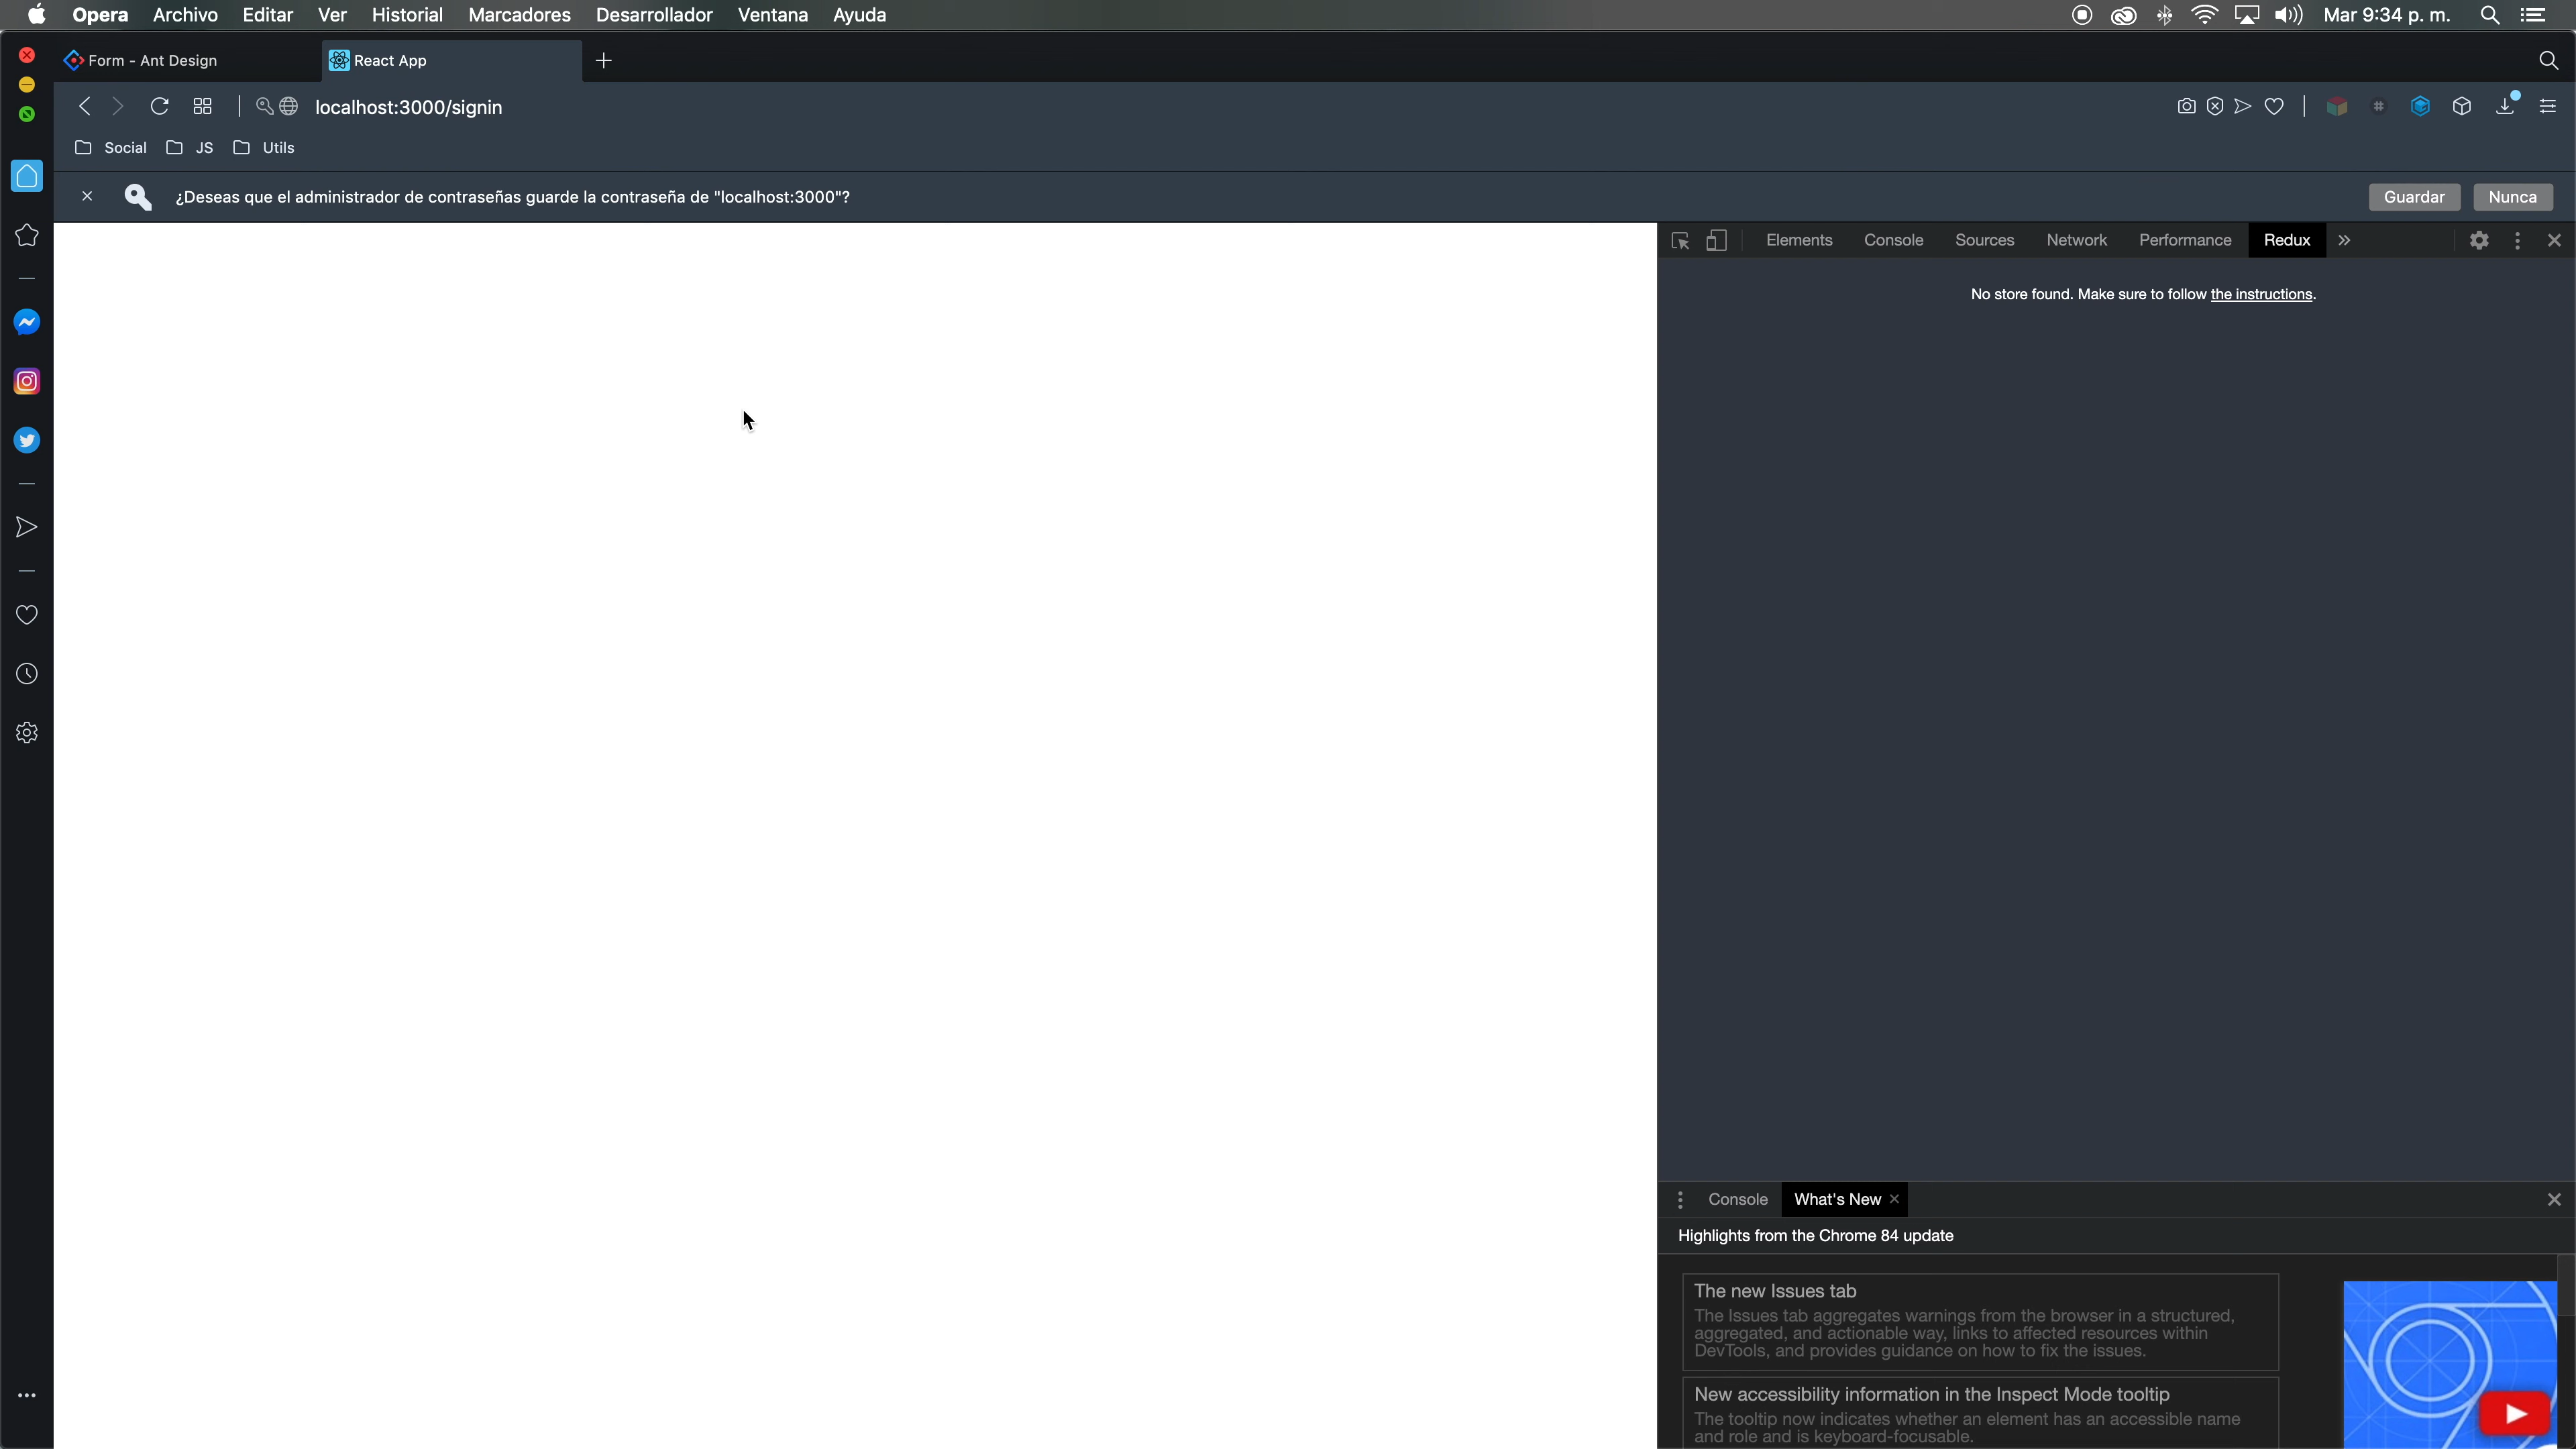 Opera Archivo Editar Ver Historial Marcadores Desarrollador Ventana Ayuda Mar 9:34 p. m.
Form - Ant Design React App
localhost:3000/signin
Social JS Utils
¿Deseas que el administrador de contraseñas guarde la contraseña de "localhost:3000"? Guardar Nunca
Elements Console Sources Network Performance Redux
No store found. Make sure to follow the instructions.
Console What's New
Highlights from the Chrome 84 update
The new Issues tab
The Issues tab aggregates warnings from the browser in a structured,
aggregated, and actionable way, links to affected resources within
DevTools, and provides guidance on how to fix the issues.
New accessibility information in the Inspect Mode tooltip
The tooltip now indicates whether an element has an accessible name
and role and is keyboard-focusable.